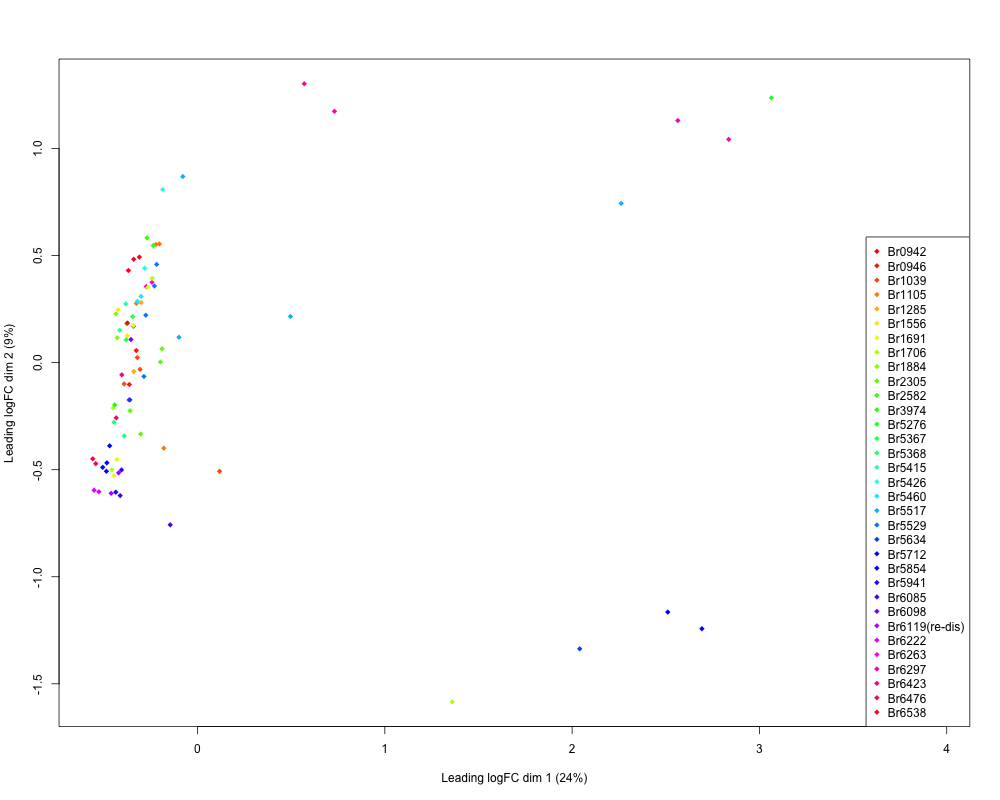 1.0
0.5
0.0
-0.5
-1.0
-1.5
Leading logFC dim 2 (9%)
0
1
2
3
4
Leading logFC dim 1 (24%)
Br0942
Br0946
Br1039
Br1105
Br1285
Br1556
Br1691
Br1706
Br1884
Br2305
Br2582
Br3974
Br5276
Br5367
Br5368
Br5415
Br5426
Br5460
Br5517
Br5529
Br5634
Br5712
Br5854
Br5941
Br6085
Br6098
Br6119(re-dis)
Br6222
Br6263
Br6297
Br6423
Br6476
Br6538